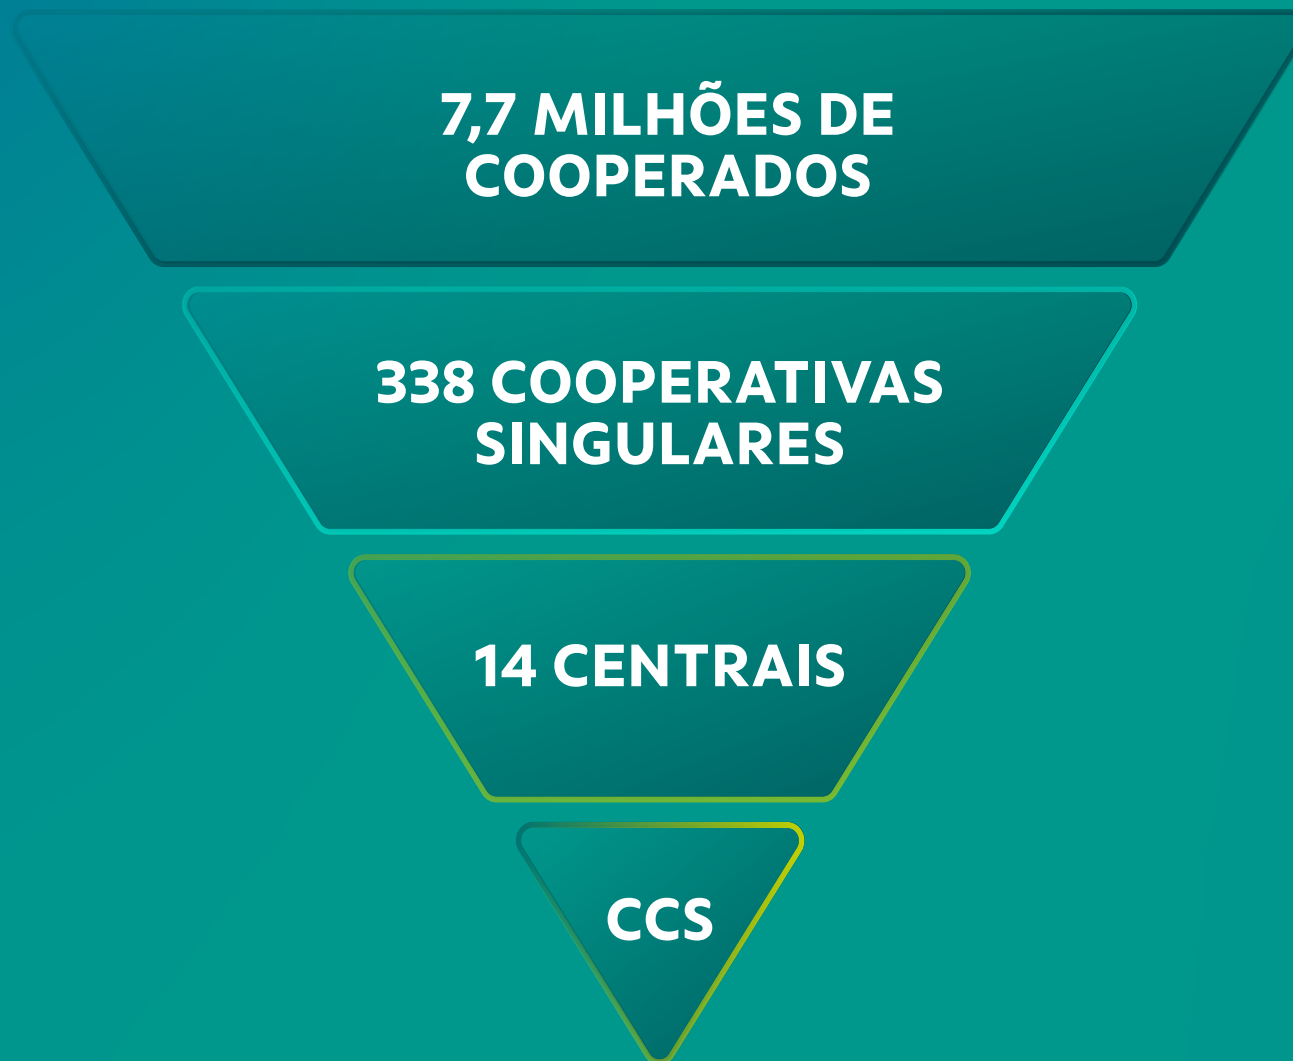 7,7 MILHÕES DE
COOPERADOS
338 COOPERATIVAS
SINGULARES
14 CENTRAIS
CCS